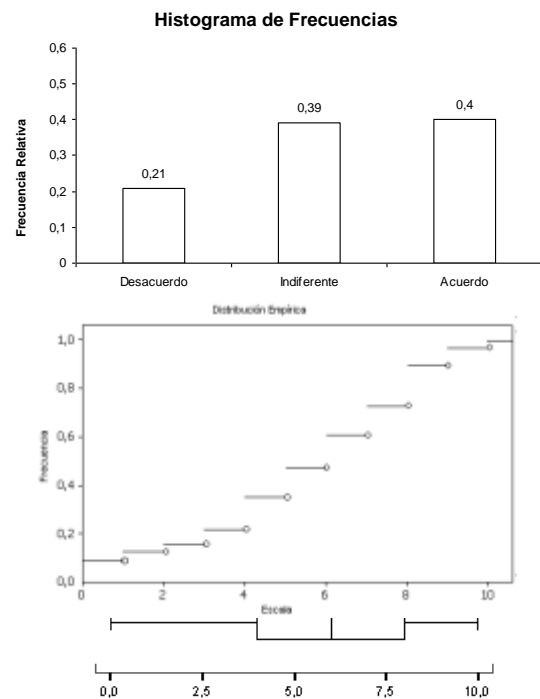 Histograma de Frecuencias
Frecuencia Relativa
0,6
0,5
0,4
0,3
0,2
0,1
0
0,21
0,39
0,4
Desacuerdo Indiferente Acuerdo
Distribución Empírica
Frecuencia
1,0
0,8
0,6
0,4
0,2
0,0
0 2 4 6 8 10
Escala
0,0 2,5 5,0 7,5 10,0